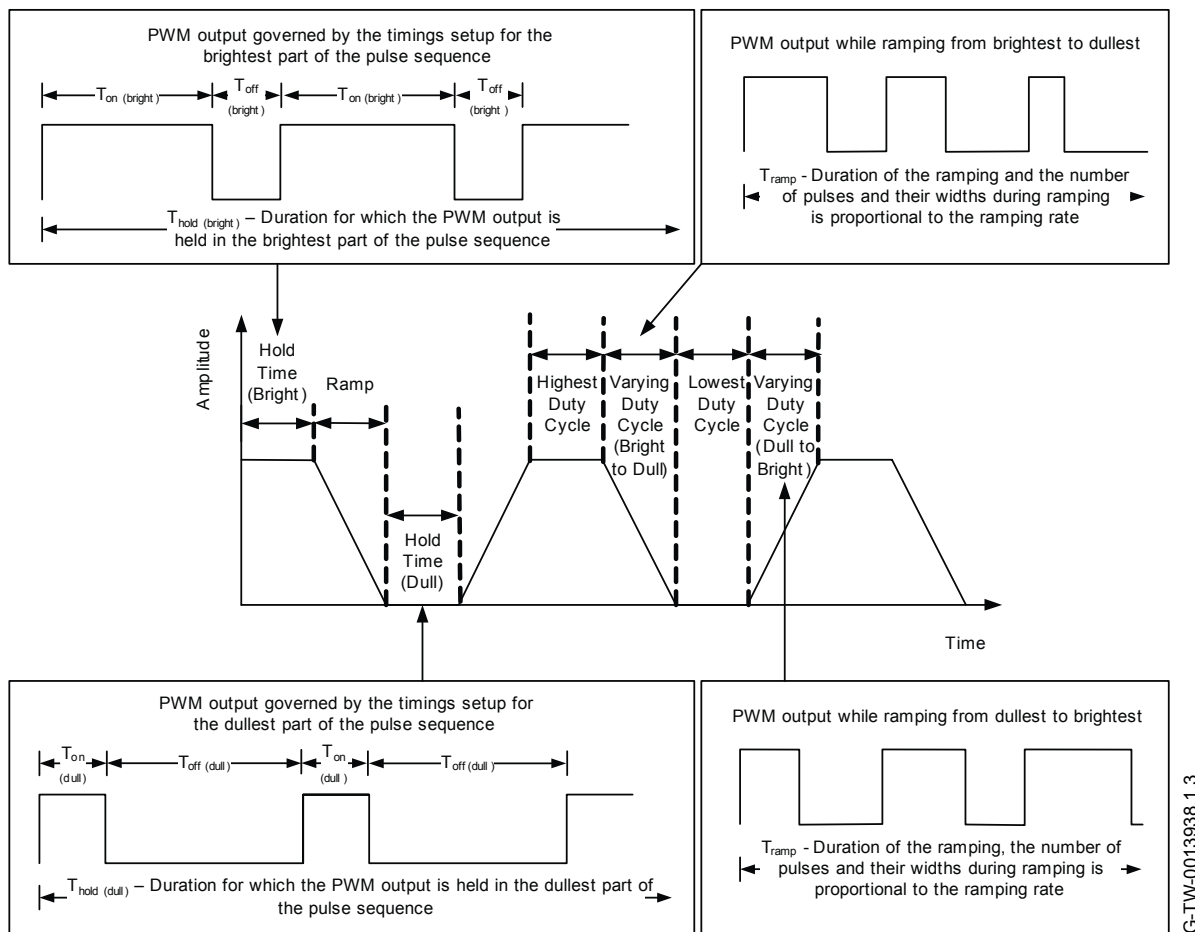 PWM output governed by the timings setup for the
brightest part of the pulse sequence
Ton (bright)
Toff
(bright)
Ton (bright)
Toff
(bright)
Thold (bright) – Duration for which the PWM output is
held in the brightest part of the pulse sequence
PWM output while ramping from brightest to dullest
Tramp - Duration of the ramping and the number
of pulses and their widths during ramping
is proportional to the ramping rate
Amplitude
Hold
Time
(Bright)
Ramp
Hold
Time
(Dull)
Highest
Duty
Cycle
Varying
Duty
Cycle
(Bright
to Dull)
Lowest
Duty
Cycle
Varying
Duty
Cycle
(Dull to
Bright)
Time
PWM output governed by the timings setup for
the dullest part of the pulse sequence
Ton
(dull)
Toff (dull)
Ton
(dull)
Toff (dull)
Thold (dull) – Duration for which the PWM output is held in the dullest part of
the pulse sequence
PWM output while ramping from dullest to brightest
Tramp - Duration of the ramping, the number of
pulses and their widths during ramping is
proportional to the ramping rate
G-TW-0013938.1.3